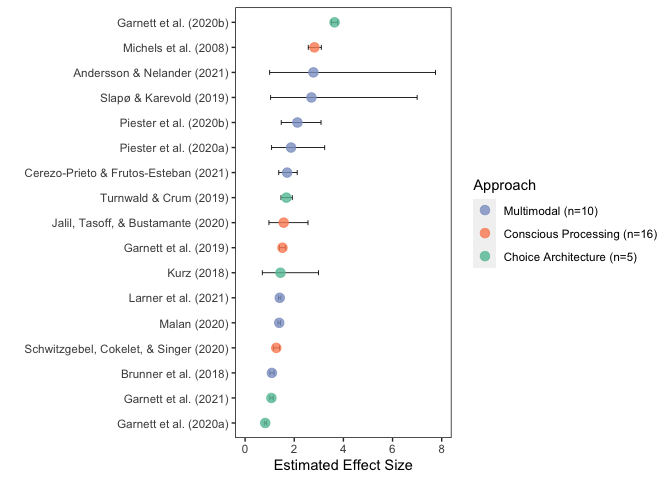 Garnett et al. (2020b)
Michels et al. (2008)
Andersson & Nelander (2021)
Slapø & Karevold (2019)
Piester et al. (2020b)
Piester et al. (2020a)
Cerezo-Prieto & Frutos-Esteban (2021)
Turnwald & Crum (2019)
Jalil, Tasoff, & Bustamante (2020)
Garnett et al. (2019)
Kurz (2018)
Larner et al. (2021)
Malan (2020)
Schwitzgebel, Cokelet, & Singer (2020)
Brunner et al. (2018)
Garnett et al. (2021)
Garnett et al. (2020a)
0 2 4 6 8
Estimated Effect Size
Approach
Multimodal (n=10)
Conscious Processing (n=16)
Choice Architecture (n=5)